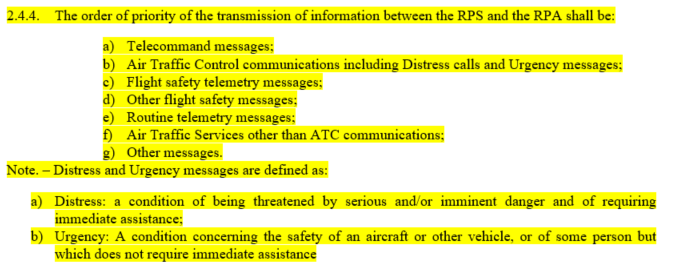 2.4.4. The order of priority of the transmission of information between the RPS and the RPA shall be:
a) Telecommand messages;
b) Air Traffic Control communications including Distress calls and Urgency messages;
c) Flight safety telemetry messages;
d) Other flight safety messages;
e) Routine telemetry messages;
f) Air Traffic Services other than ATC communications;
g) Other messages.
Note. – Distress and Urgency messages are defined as:
a) Distress: a condition of being threatened by serious and/or imminent danger and of requiring
immediate assistance;
b) Urgency: A condition concerning the safety of an aircraft or other vehicle, or of some person but
which does not require immediate assistance